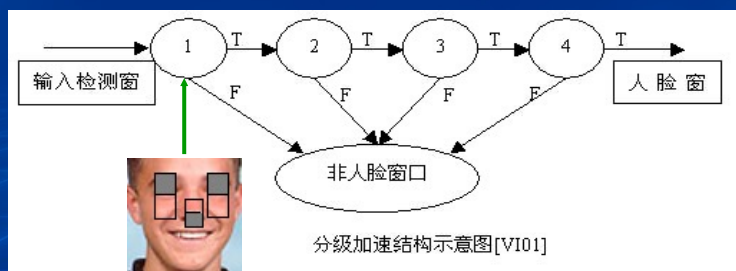 1 T 2 T 3 T 4 T
输入检测窗
人脸窗
F F F F
非人脸窗口
分级加速结构示意图[VI01]